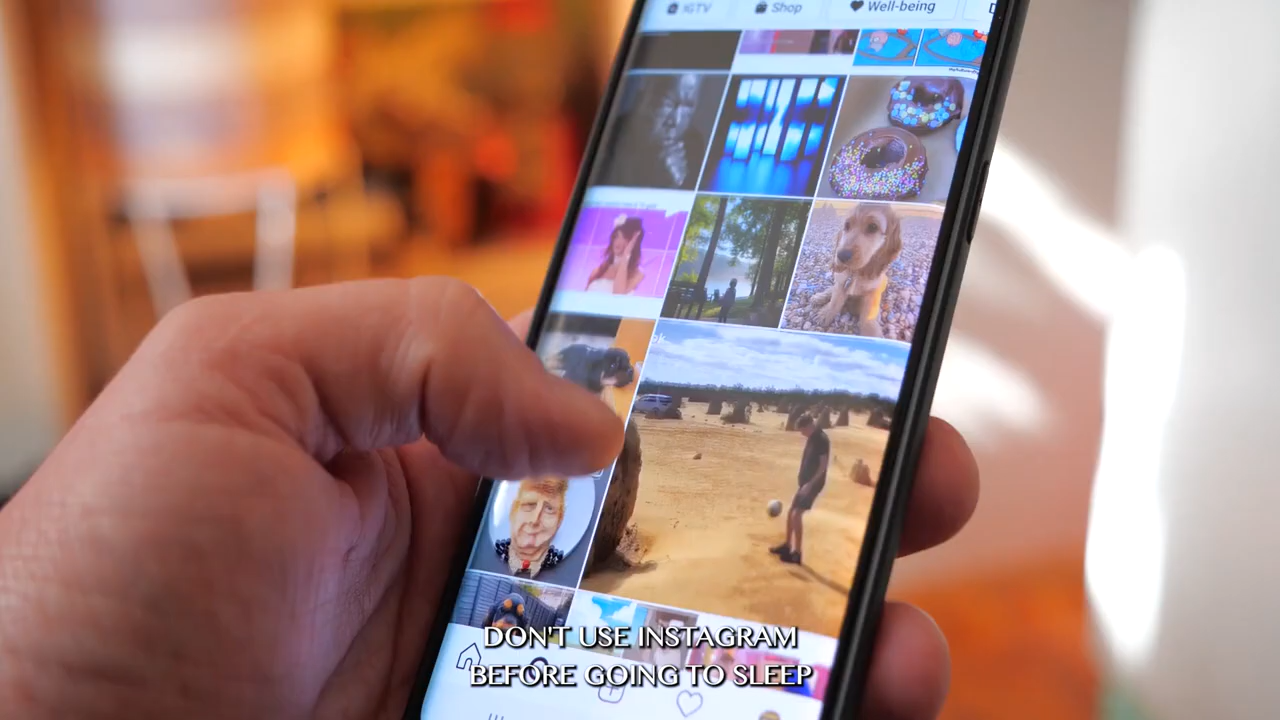 IGTV
Shop
Well-being
DON'T USE INSTAGRAM
BEFORE GOING TO SLEEP